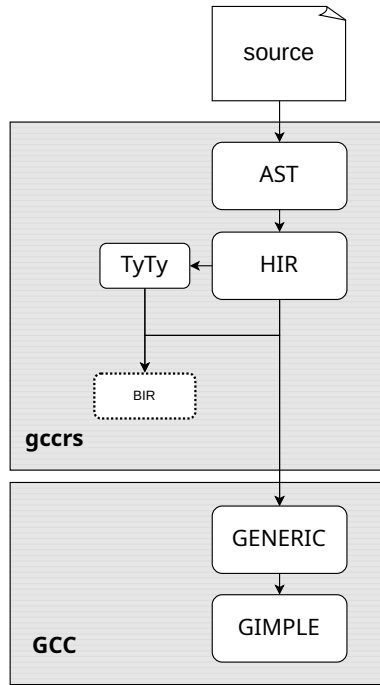 source
AST
TyTy
HIR
BIR
gccrs
GENERIC
GIMPLE
GCC